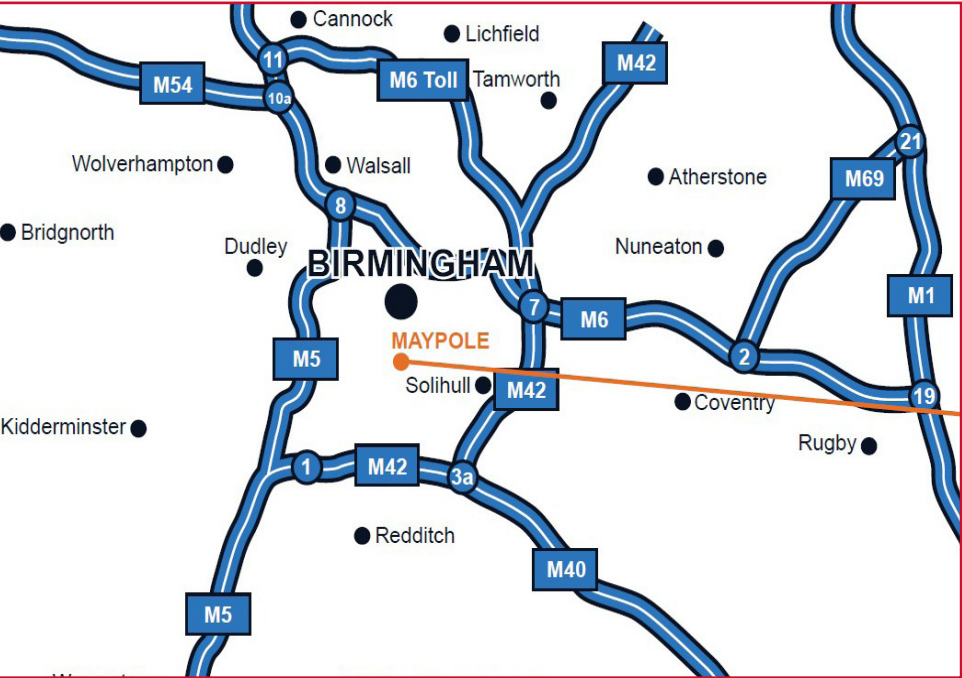 Cannock
Lichfield
11
M42
M54
M6 Toll
Tamworth
10a
21
Wolverhampton
Walsall
Atherstone
M69
8
Bridgnorth
Dudley
Nuneaton
BIRMINGHAM
M1
7
M6
MAYPOLE
M5
2
Solihull
M42
Coventry
19
Kidderminster
Rugby
1
M42
3a
Redditch
M40
M5